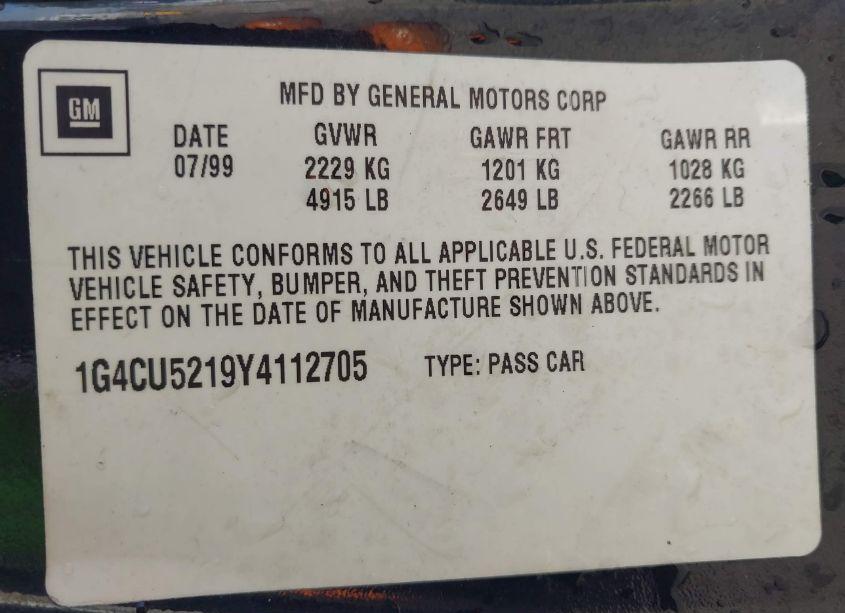 GM
MFD BY GENERAL MOTORS CORP
DATE GVWR GAWR FRT GAWR RR
07/99 2229 KG 1201 KG 1028 KG
4915 LB 2649 LB 2266 LB
THIS VEHICLE CONFORMS TO ALL APPLICABLE U.S. FEDERAL MOTOR
VEHICLE SAFETY, BUMPER, AND THEFT PREVENTION STANDARDS IN
EFFECT ON THE DATE OF MANUFACTURE SHOWN ABOVE.
1G4CU5219Y4112705 TYPE: PASS CAR